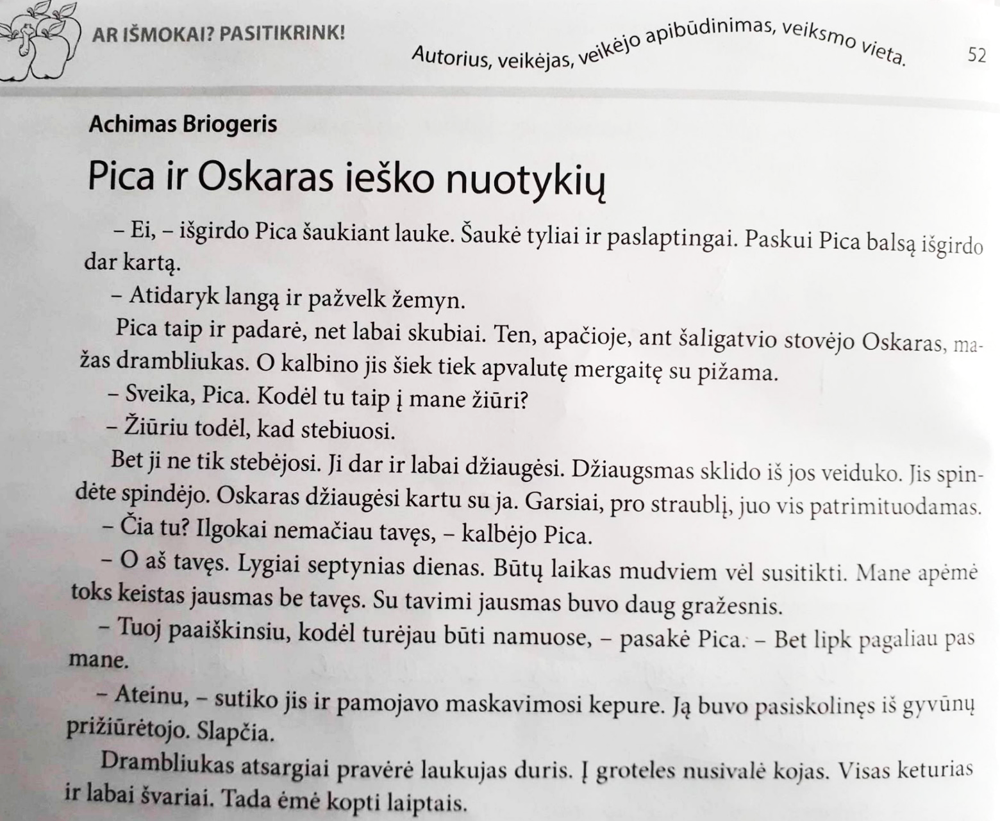 AR IŠMOKAI? PASITIKRINK!
Autorius, veikėjas, veikėjo apibūdinimas, veiksmo vieta.
52
Achimas Briogeris
Pica ir Oskaras ieško nuotykių
– Ei, – išgirdo Pica šaukiant lauke. Šaukė tyliai ir paslaptingai. Paskui Pica balsą išgirdo
dar kartą.
– Atidaryk langą ir pažvelk žemyn.
Pica taip ir padarė, net labai skubiai. Ten, apačioje, ant šaligatvio stovėjo Oskaras, ma-
žas drambliukas. O kalbino jis šiek tiek apvalutę mergaitę su pižama.
– Sveika, Pica. Kodėl tu taip į mane žiūri?
– Žiūriu todėl, kad stebiuosi.
Bet ji ne tik stebėjosi. Ji dar ir labai džiaugėsi. Džiaugsmas sklido iš jos veiduko. Jis spin-
dėte spindėjo. Oskaras džiaugėsi kartu su ja. Garsiai, pro straublį, juo vis patrimituodamas.
– Čia tu? Ilgokai nemačiau tavęs, – kalbėjo Pica.
– O aš tavęs. Lygiai septynias dienas. Būtų laikas mudviem vėl susitikti. Mane apėmė
toks keistas jausmas be tavęs. Su tavimi jausmas buvo daug gražesnis.
– Tuoj paaiškinsiu, kodėl turėjau būti namuose, – pasakė Pica. – Bet lipk pagaliau pas
mane.
– Ateinu, – sutiko jis ir pamojavo maskavimosi kepure. Ją buvo pasiskolinęs iš gyvūnų
prižiūrėtojo. Slapčia.
Drambliukas atsargiai pravėrė laukujas duris. Į groteles nusivalė kojas. Visas keturias
ir labai švariai. Tada ėmė kopti laiptais.